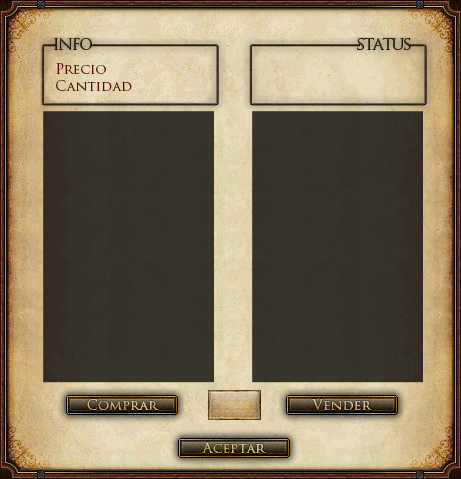 INFO
STATUS
PRECIO
CANTIDAD
COMPRAR
VENDER
ACEPTAR